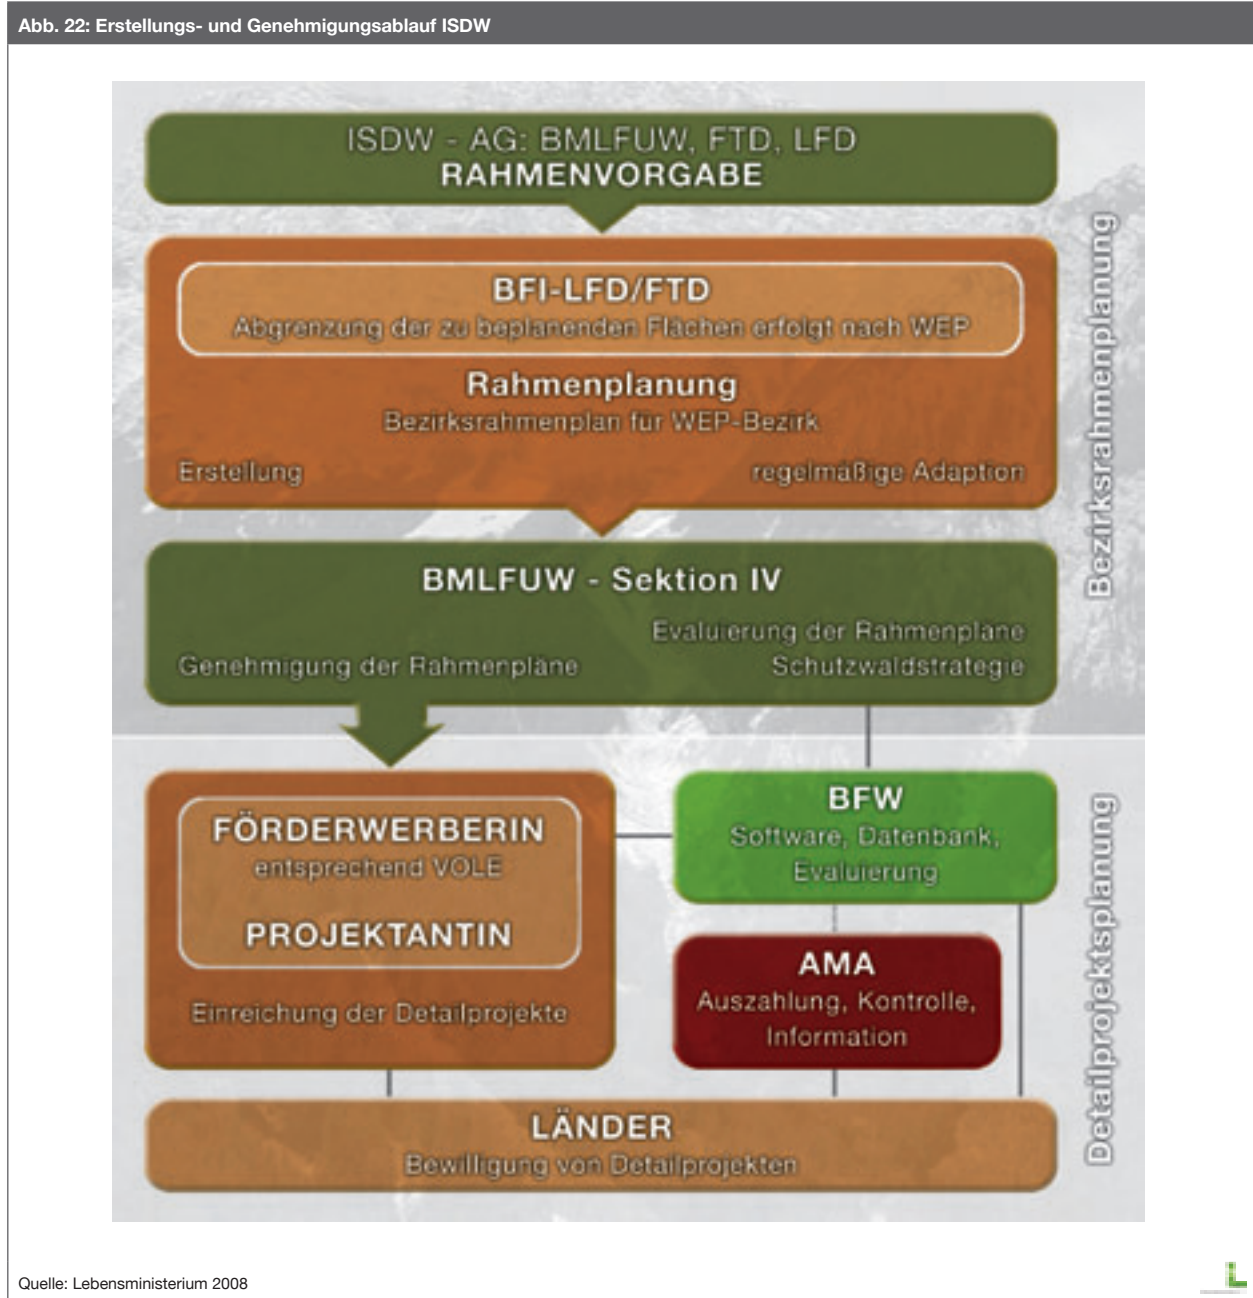 Abb. 22: Erstellungs- und Genehmigungsablauf ISDW
ISDW - AG: BMLFUW, FTD, LFD
RAHMENVORGABE
BFI-LFD/FTD
Abgrenzung der zu beplanenden Flächen erfolgt nach WEP
Rahmenplanung
Bezirksrahmenplan für WEP-Bezirk
Erstellung
regelmäßige Adaption
Bezirksrahmenplanung
BMLFUW - Sektion IV
Evaluierung der Rahmenpläne
Genehmigung der Rahmenpläne
Schutzwaldstrategie
FÖRDERWERBERIN
entsprechend VOLE
PROJEKTANTIN
Einreichung der Detailprojekte
BFW
Software, Datenbank,
Evaluierung
AMA
Auszahlung, Kontrolle,
Information
Detailprojektsplanung
LÄNDER
Bewilligung von Detailprojekten
Quelle: Lebensministerium 2008